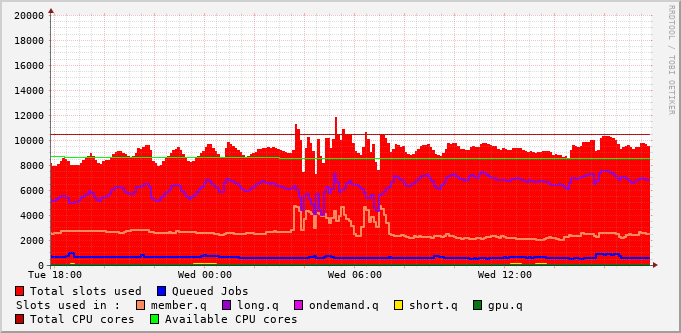 RRDTOOL / TOBI OETIKER
20000
18000
16000
14000
12000
10000
8000
6000
4000
2000
0
Tue 18:00 Wed 00:00 Wed 06:00 Wed 12:00
Total slots used Queued Jobs
Slots used in : member.q long.q ondemand.q short.q gpu.q
Total CPU cores Available CPU cores